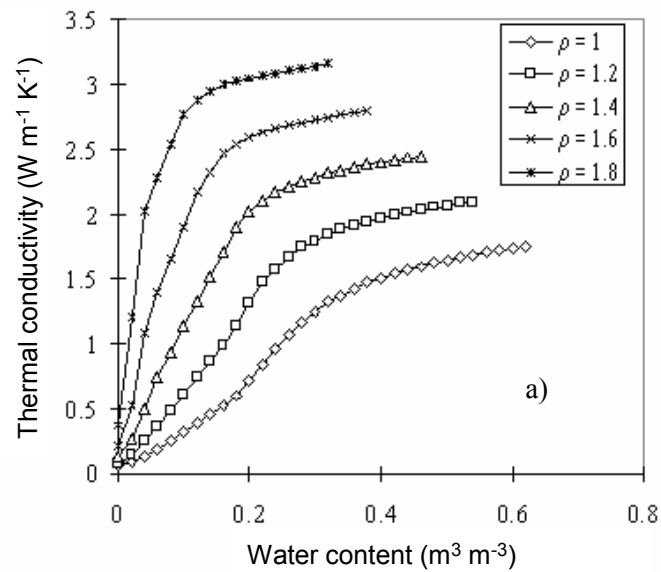 3.5
3
2.5
2
1.5
1
0.5
0
0
0.2
0.4
0.6
0.8
Thermal conductivity (W m⁻¹ K⁻¹)
Water content (m³ m⁻³)
ρ = 1
ρ = 1.2
ρ = 1.4
ρ = 1.6
ρ = 1.8
a)